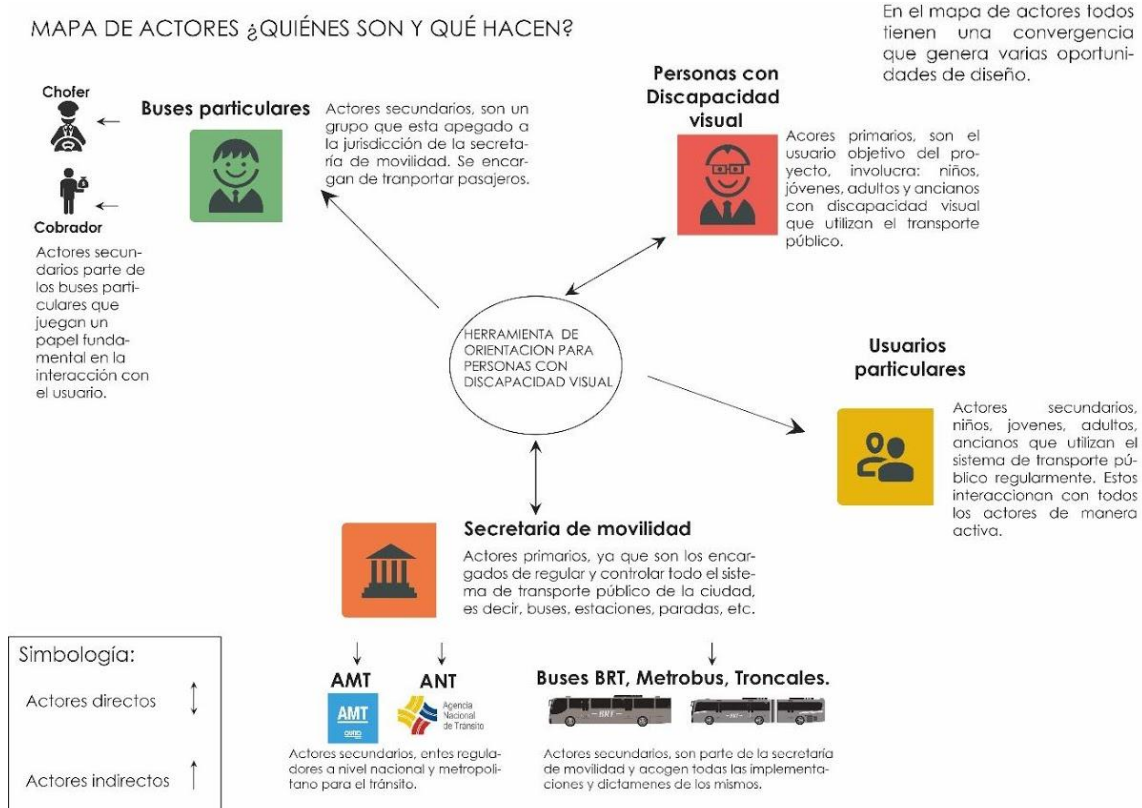 MAPA DE ACTORES ¿QUIÉNES SON Y QUÉ HACEN?
En el mapa de actores todos
tienen una convergencia
que genera varias oportuni-
dades de diseño.
Chofer
Cobrador
Actores secun-
darios parte de
los buses parti-
culares que
juegan un
papel funda-
mental en la
interacción con
el usuario.
Buses particulares
Actores secundarios, son un
grupo que esta apegado a
la jurisdicción de la secreta-
ría de movilidad. Se encar-
gan de tranportar pasajeros.
Personas con
Discapacidad
visual
Acores primarios, son el
usuario objetivo del pro-
yecto, involucra: niños,
jóvenes, adultos y ancianos
con discapacidad visual
que utilizan el transporte
público.
HERRAMIENTA DE
ORIENTACION PARA
PERSONAS CON
DISCAPACIDAD VISUAL
Usuarios
particulares
Actores secundarios,
niños, jovenes, adultos,
ancianos que utilizan el
sistema de transporte pú-
blico regularmente. Estos
interaccionan con todos
los actores de manera
activa.
Secretaria de movilidad
Actores primarios, ya que son los encar-
gados de regular y controlar todo el siste-
ma de transporte público de la ciudad,
es decir, buses, estaciones, paradas, etc.
AMT
AMT
QUITO
ANT
Agencia
Nacional
de Tránsito
Actores secundarios, entes regula-
dores a nivel nacional y metropoli-
tano para el tránsito.
Buses BRT, Metrobus, Troncales.
BRT
BRT
Actores secundarios, son parte de la secretaría
de movilidad y acogen todas las implementa-
ciones y dictamenes de los mismos.
Simbología:
Actores directos
Actores indirectos